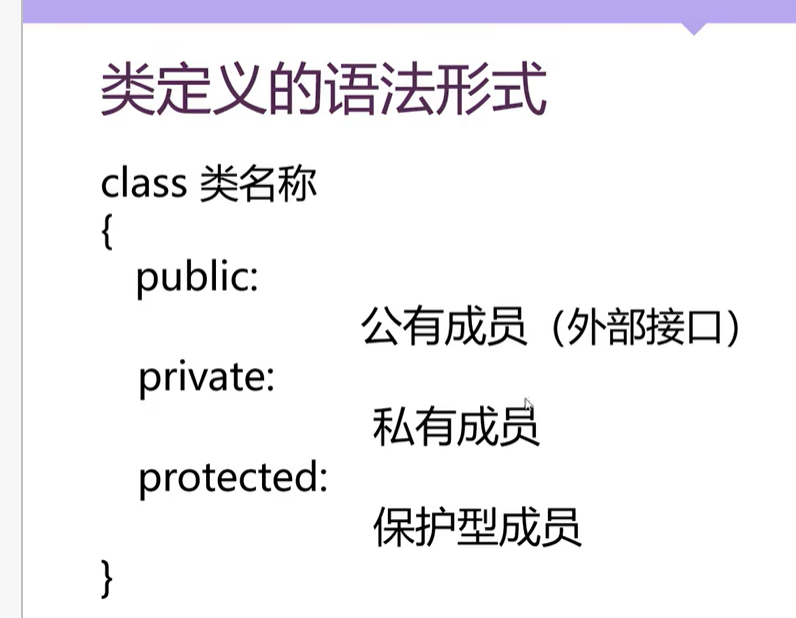 类定义的语法形式
class 类名称
{
public:
公有成员（外部接口）
private:
私有成员
protected:
保护型成员
}